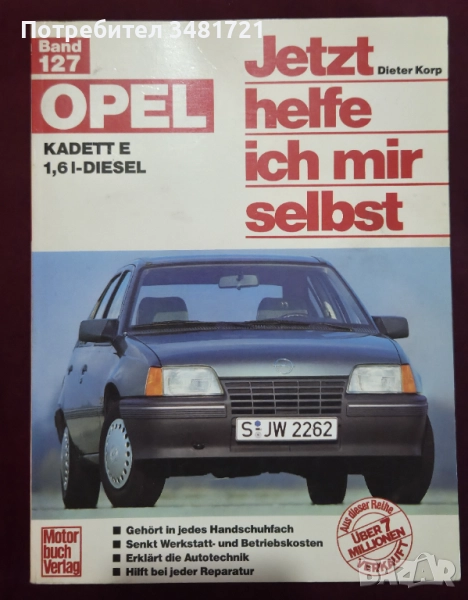 Потребител 3481721
Band
127
OPEL
KADETT E
1,6 l-DIESEL
Jetzt
Dieter Korp
helfe
ich mir
selbst
S JW 2262
Gehört in jedes Handschuhfach
Senkt Werkstatt- und Betriebskosten
Erklärt die Autotechnik
Hilft bei jeder Reparatur
Motor
buch
Verlag
Aus dieser Reihe
ÜBER 7
MILLIONEN
VERKAUFT
bazar